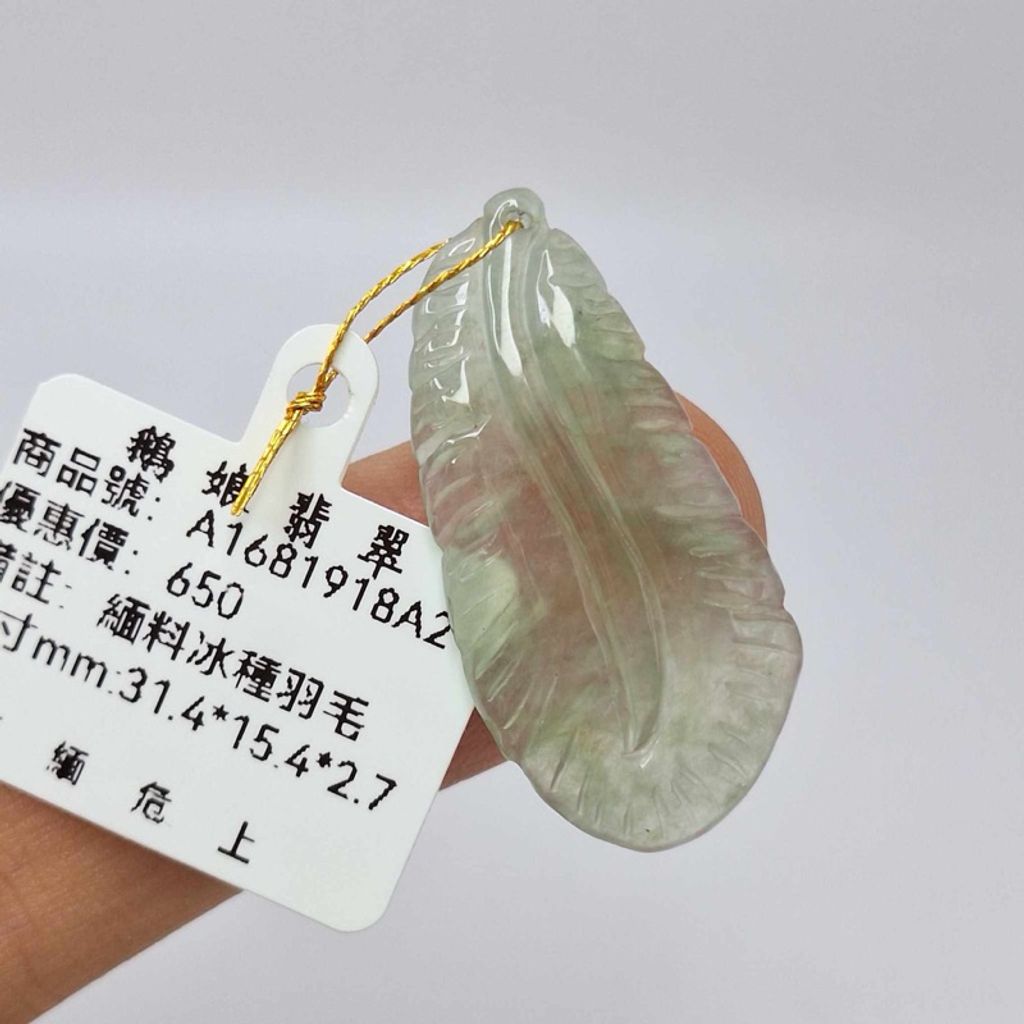 鵝娘翡翠
商品號: A1681918A2
優惠價: 650
備註: 緬料冰種羽毛
寸mm:31.4*15.4*2.7
緬危上